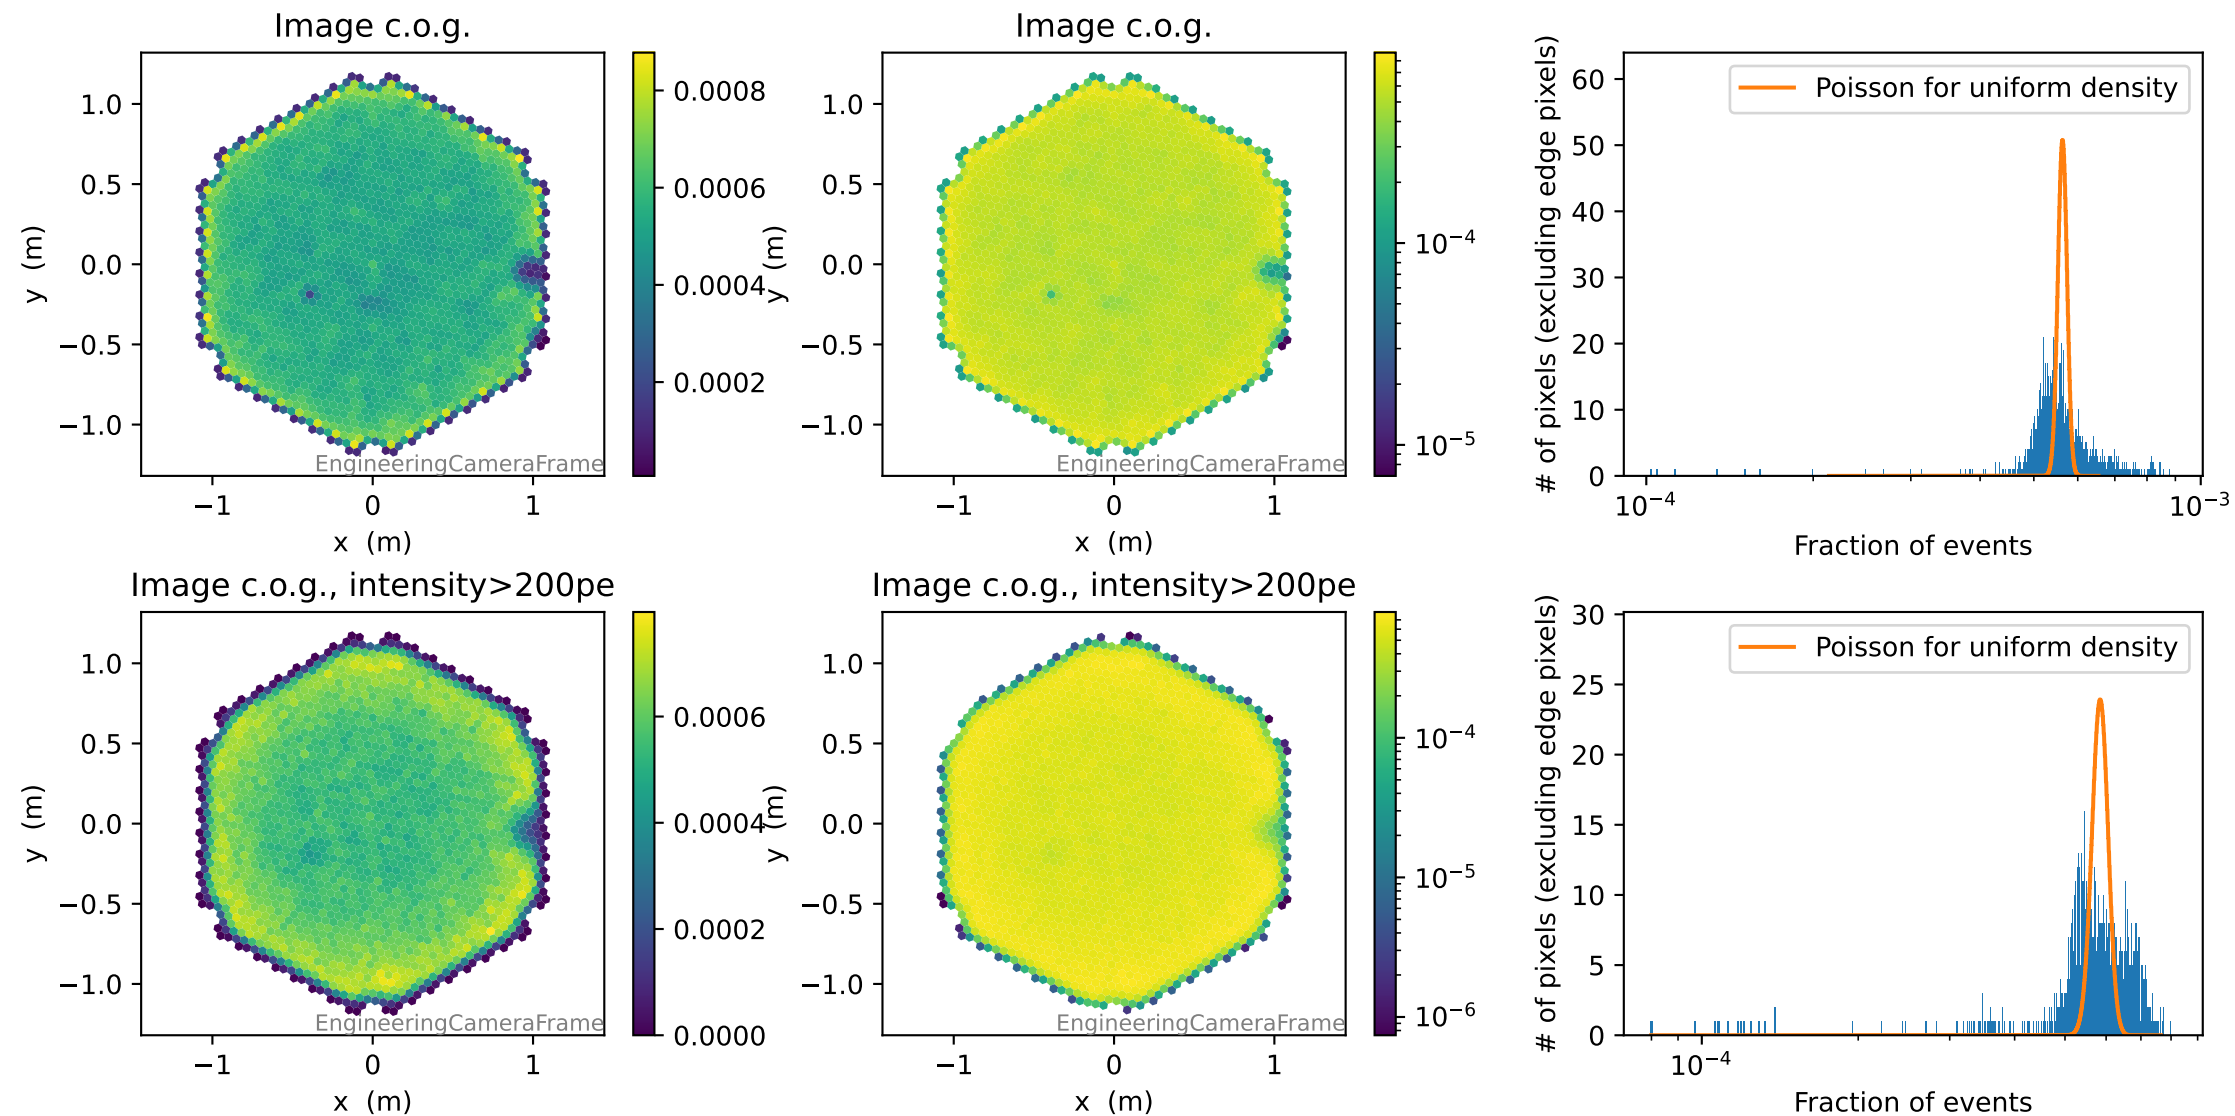 Image c.o.g.
1.0
0.5
0.0
−0.5
−1.0
y (m)
−1
0
1
x (m)
EngineeringCameraFrame
0.0008
0.0006
0.0004
0.0002
Image c.o.g.
1.0
0.5
0.0
−0.5
−1.0
y (m)
−1
0
1
x (m)
EngineeringCameraFrame
10⁻⁴
10⁻⁵
# of pixels (excluding edge pixels)
60
50
40
30
20
10
0
Poisson for uniform density
10⁻⁴
10⁻³
Fraction of events
Image c.o.g., intensity>200pe
1.0
0.5
0.0
−0.5
−1.0
y (m)
−1
0
1
x (m)
EngineeringCameraFrame
0.0006
0.0004
0.0002
0.0000
Image c.o.g., intensity>200pe
1.0
0.5
0.0
−0.5
−1.0
y (m)
−1
0
1
x (m)
EngineeringCameraFrame
10⁻⁴
10⁻⁵
10⁻⁶
# of pixels (excluding edge pixels)
30
25
20
15
10
5
0
Poisson for uniform density
10⁻⁴
Fraction of events